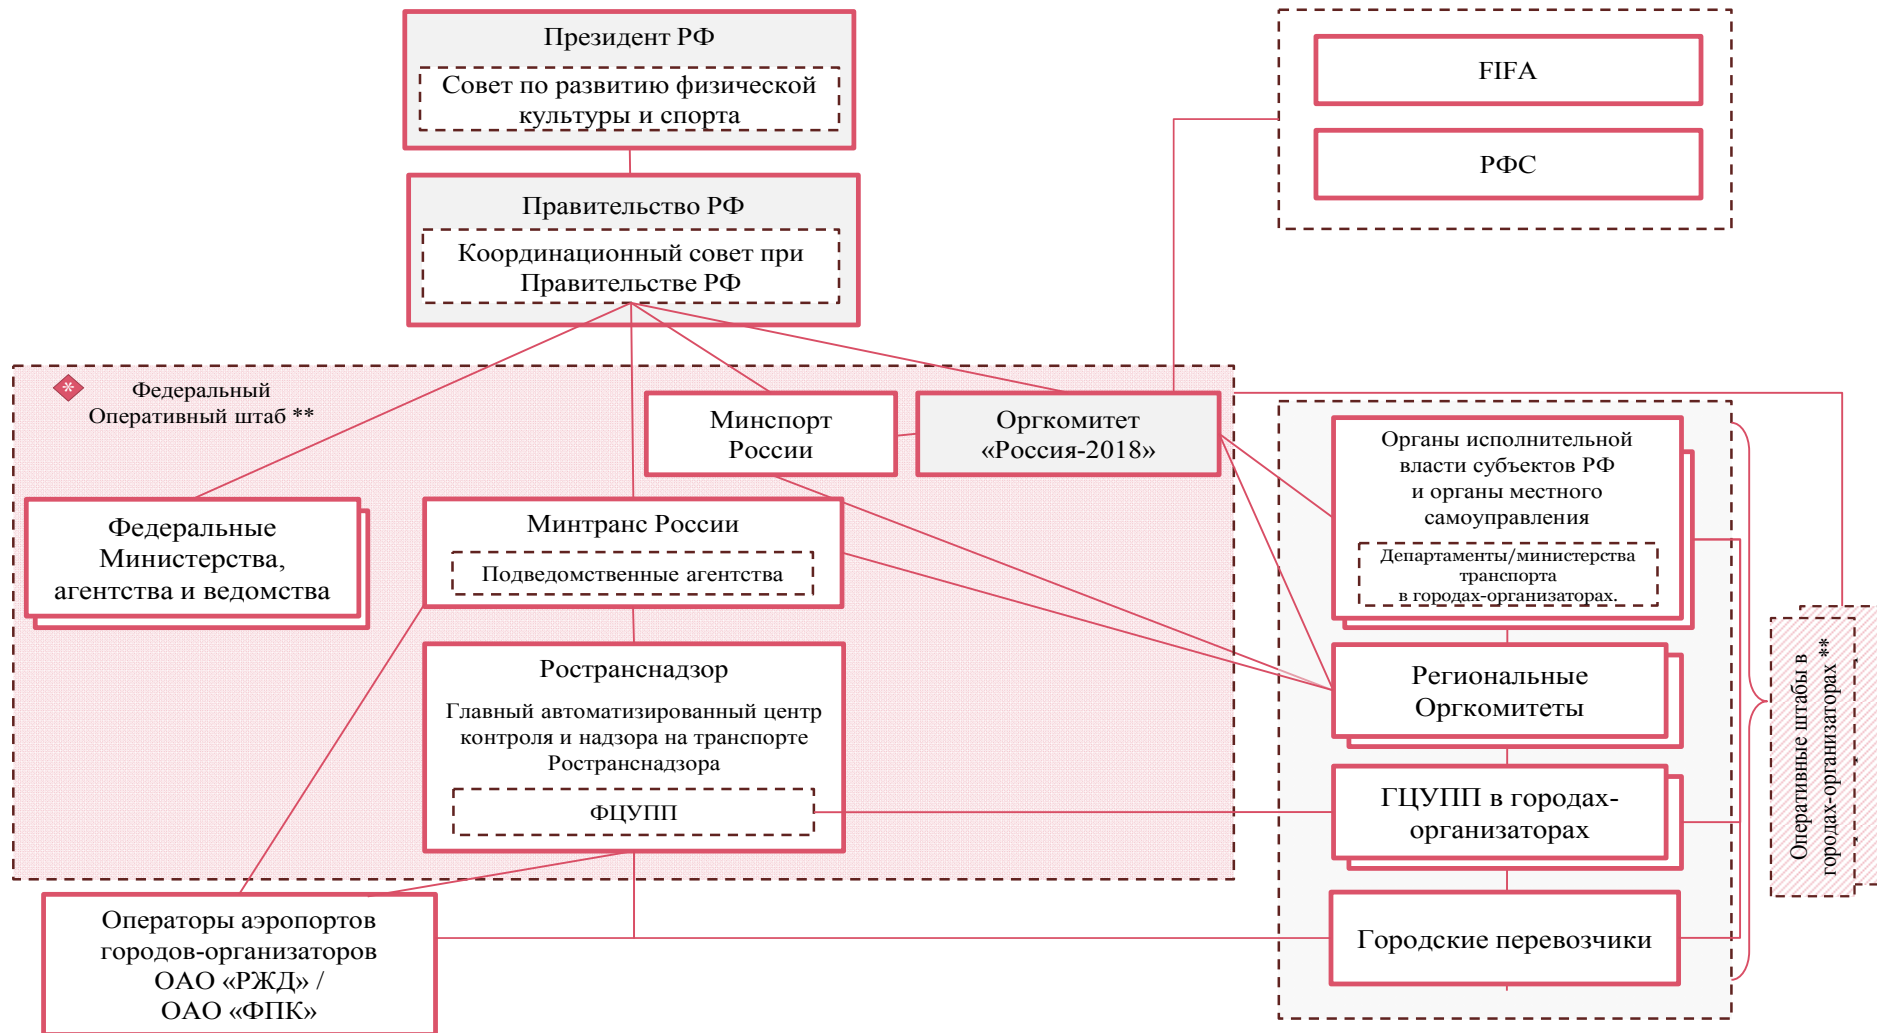 Президент РФ
Совет по развитию физической
культуры и спорта
FIFA
РФС
Правительство РФ
Координационный совет при
Правительстве РФ
*
Федеральный
Оперативный штаб **
Минспорт
России
Оргкомитет
«Россия-2018»
Органы исполнительной
власти субъектов РФ
и органы местного
самоуправления
Департаменты/министерства
транспорта
в городах-организаторах.
Федеральные
Министерства,
агентства и ведомства
Минтранс России
Подведомственные агентства
Ространснадзор
Главный автоматизированный центр
контроля и надзора на транспорте
Ространснадзора
ФЦУПП
Региональные
Оргкомитеты
ГЦУПП в городах-
организаторах
Городские перевозчики
Оперативные штабы в
городах-организаторах **
Операторы аэропортов
городов-организаторов
ОАО «РЖД» /
ОАО «ФПК»